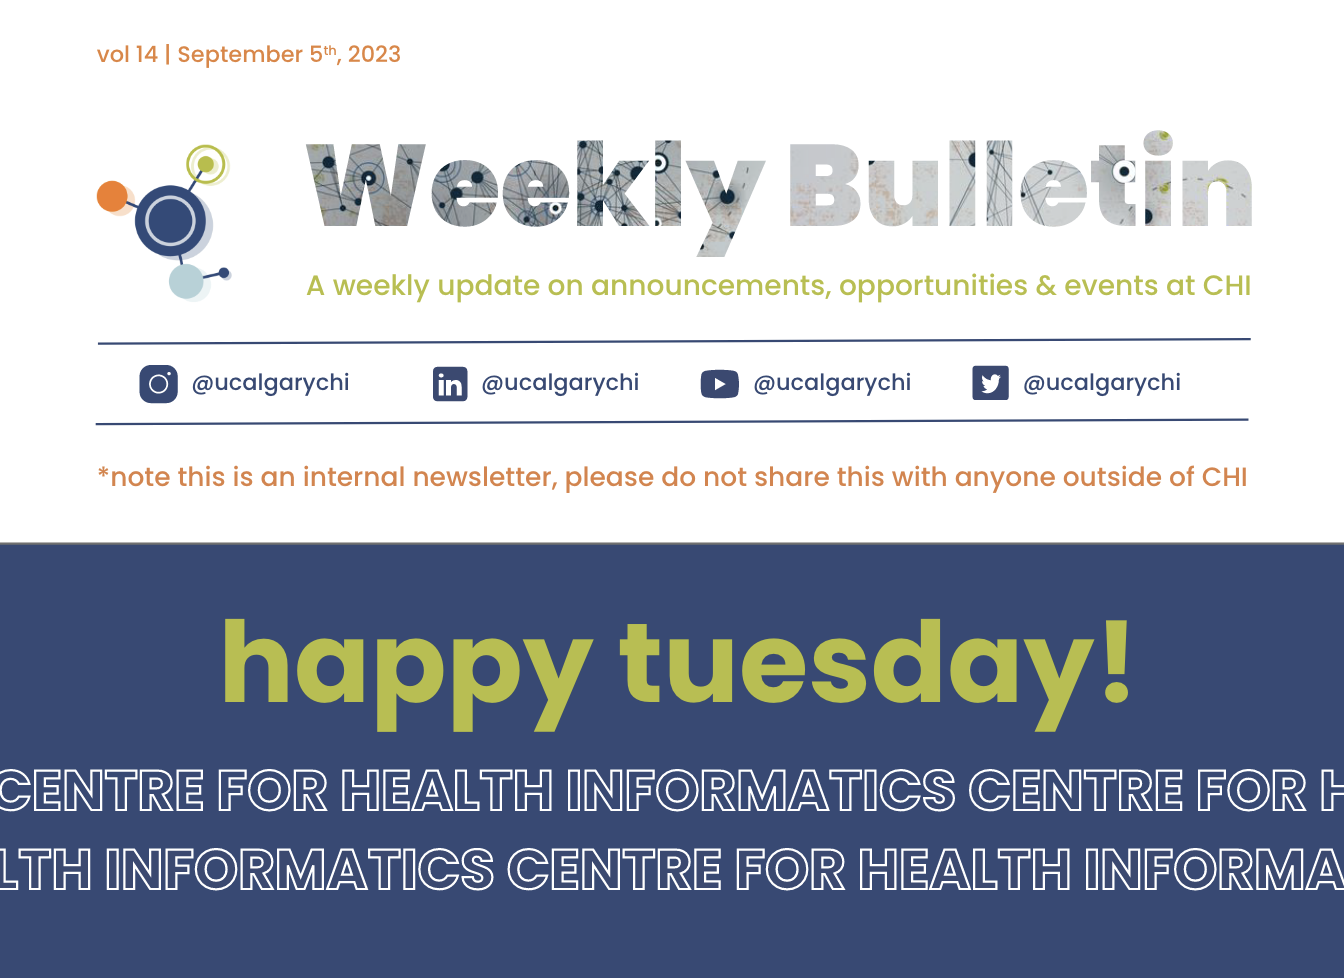 vol 14 | September 5th, 2023
Weekly Bulletin
A weekly update on announcements, opportunities & events at CHI
@ucalgarychi @ucalgarychi @ucalgarychi @ucalgarychi
*note this is an internal newsletter, please do not share this with anyone outside of CHI
happy tuesday!
CENTRE FOR HEALTH INFORMATICS CENTRE FOR H
LTH INFORMATICS CENTRE FOR HEALTH INFORMA